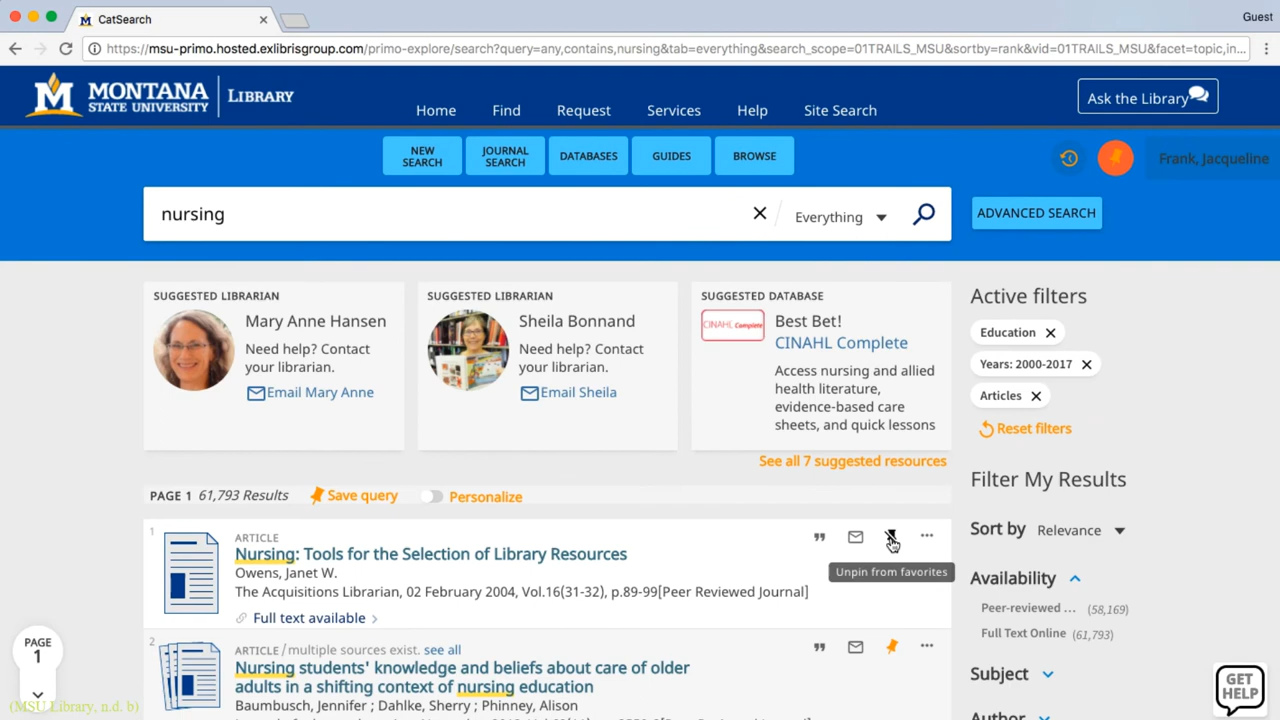 CatSearch
Guest
https://msu-primo.hosted.exlibrisgroup.com/primo-explore/search?query=any,contains,nursing&tab=everything&search_scope=01TRAILS_MSU&sortby=rank&vid=01TRAILS_MSU&facet=topic,in...
MONTANA
STATE UNIVERSITY
LIBRARY
Home
Find
Request
Services
Help
Site Search
Ask the Library
NEW
SEARCH
JOURNAL
SEARCH
DATABASES
GUIDES
BROWSE
Frank, Jacqueline
nursing
Everything
ADVANCED SEARCH
SUGGESTED LIBRARIAN
Mary Anne Hansen
Need help? Contact
your librarian.
Email Mary Anne
SUGGESTED LIBRARIAN
Sheila Bonnand
Need help? Contact
your librarian.
Email Sheila
SUGGESTED DATABASE
CINAHL Complete
Best Bet!
CINAHL Complete
Access nursing and allied
health literature,
evidence-based care
sheets, and quick lessons
See all 7 suggested resources
Active filters
Education
Years: 2000-2017
Articles
Reset filters
PAGE 1 61,793 Results
Save query
Personalize
1
ARTICLE
Nursing: Tools for the Selection of Library Resources
Owens, Janet W.
The Acquisitions Librarian, 02 February 2004, Vol.16(31-32), p.89-99[Peer Reviewed Journal]
Full text available
Unpin from favorites
2
ARTICLE / multiple sources exist. see all
Nursing students' knowledge and beliefs about care of older
adults in a shifting context of nursing education
Baumbusch, Jennifer ; Dahlke, Sherry ; Phinney, Alison
Filter My Results
Sort by Relevance
Availability
Peer-reviewed ... (58,169)
Full Text Online (61,793)
Subject
Author
PAGE
1
(MSU Library, n.d. b)
GET
HELP